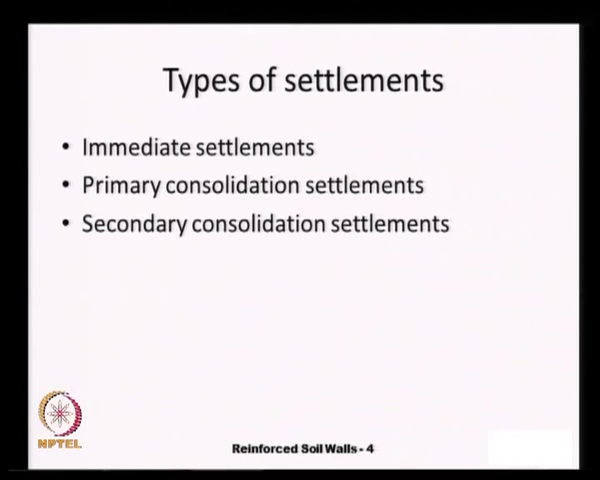 Types of settlements
• Immediate settlements
• Primary consolidation settlements
• Secondary consolidation settlements
NPTEL
Reinforced Soil Walls - 4